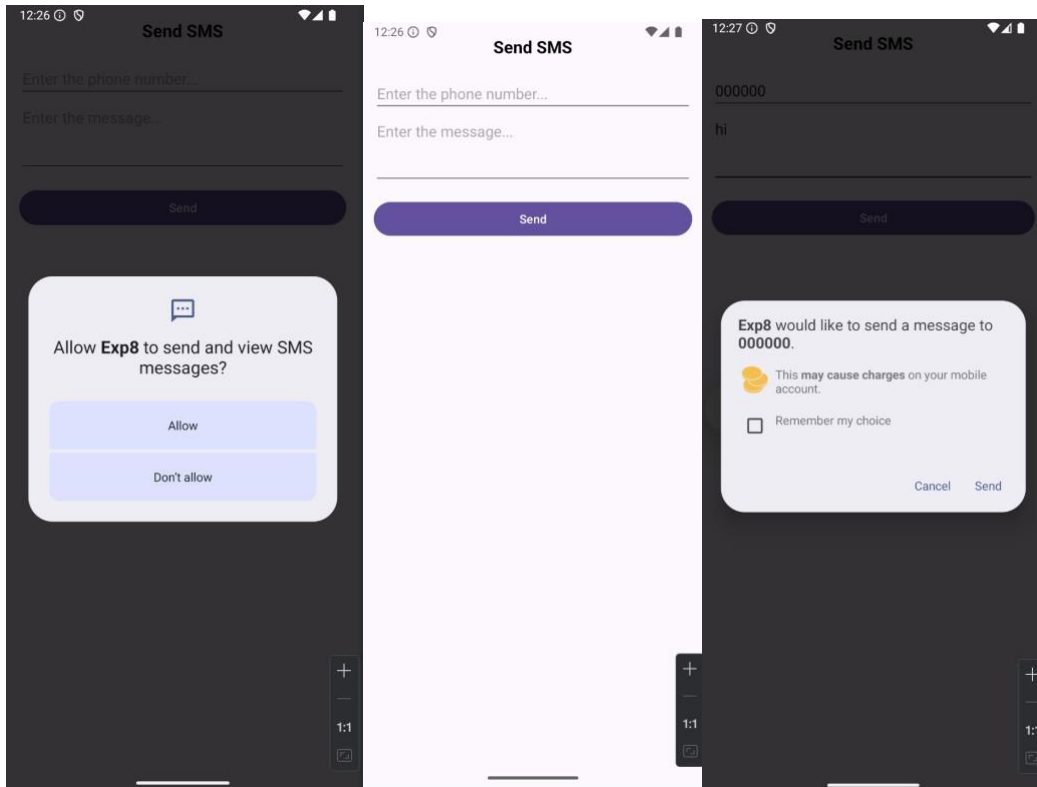 12:26
Send SMS
Enter the phone number...
Enter the message...
Send
Allow Exp8 to send and view SMS
messages?
Allow
Don't allow
1:1
12:26
Send SMS
Enter the phone number...
Enter the message...
Send
1:1
12:27
Send SMS
000000
hi
Send
Exp8 would like to send a message to
000000.
This may cause charges on your mobile
account.
Remember my choice
Cancel Send
1: